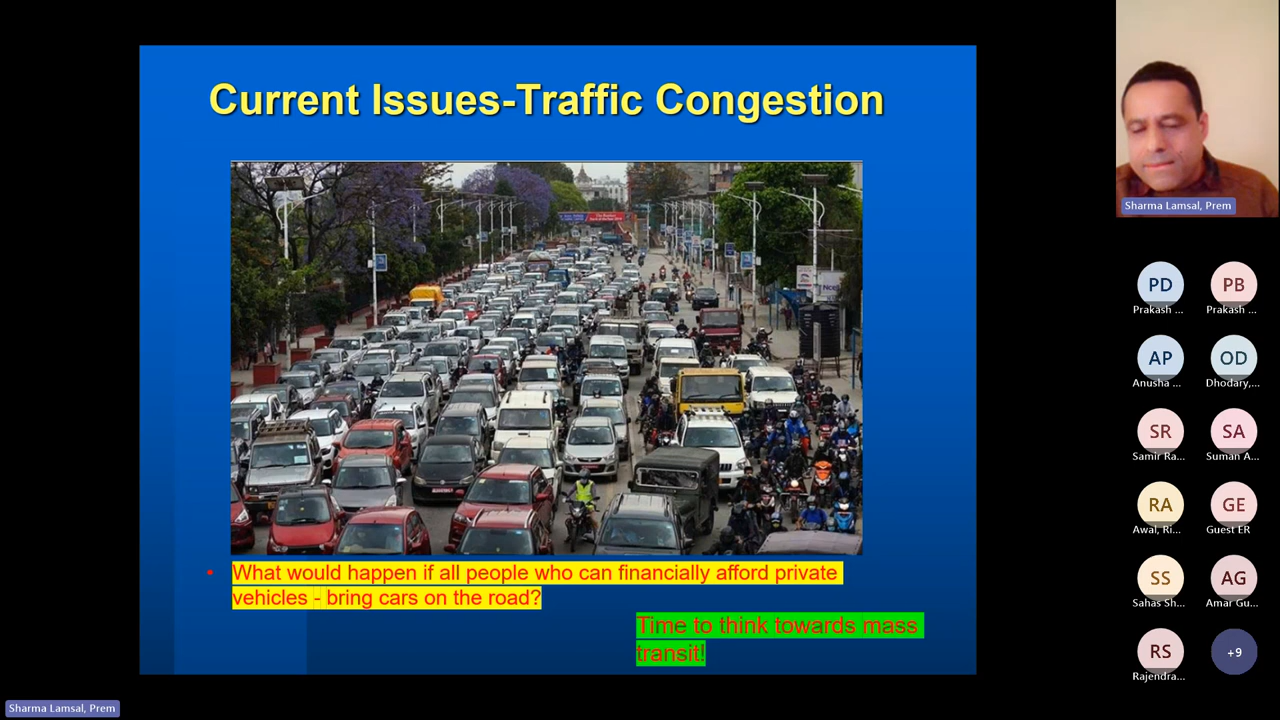 Current Issues-Traffic Congestion
• What would happen if all people who can financially afford private
vehicles - bring cars on the road?
Time to think towards mass
transit!
Sharma Lamsal, Prem
PD
PB
Prakash ...
Prakash ...
AP
OD
Anusha ...
Dhodary,...
SR
SA
Samir Ra...
Suman A...
RA
GE
Awal, Ri...
Guest ER
SS
AG
Sahas Sh...
Amar Gu...
RS
+9
Rajendra...
Sharma Lamsal, Prem